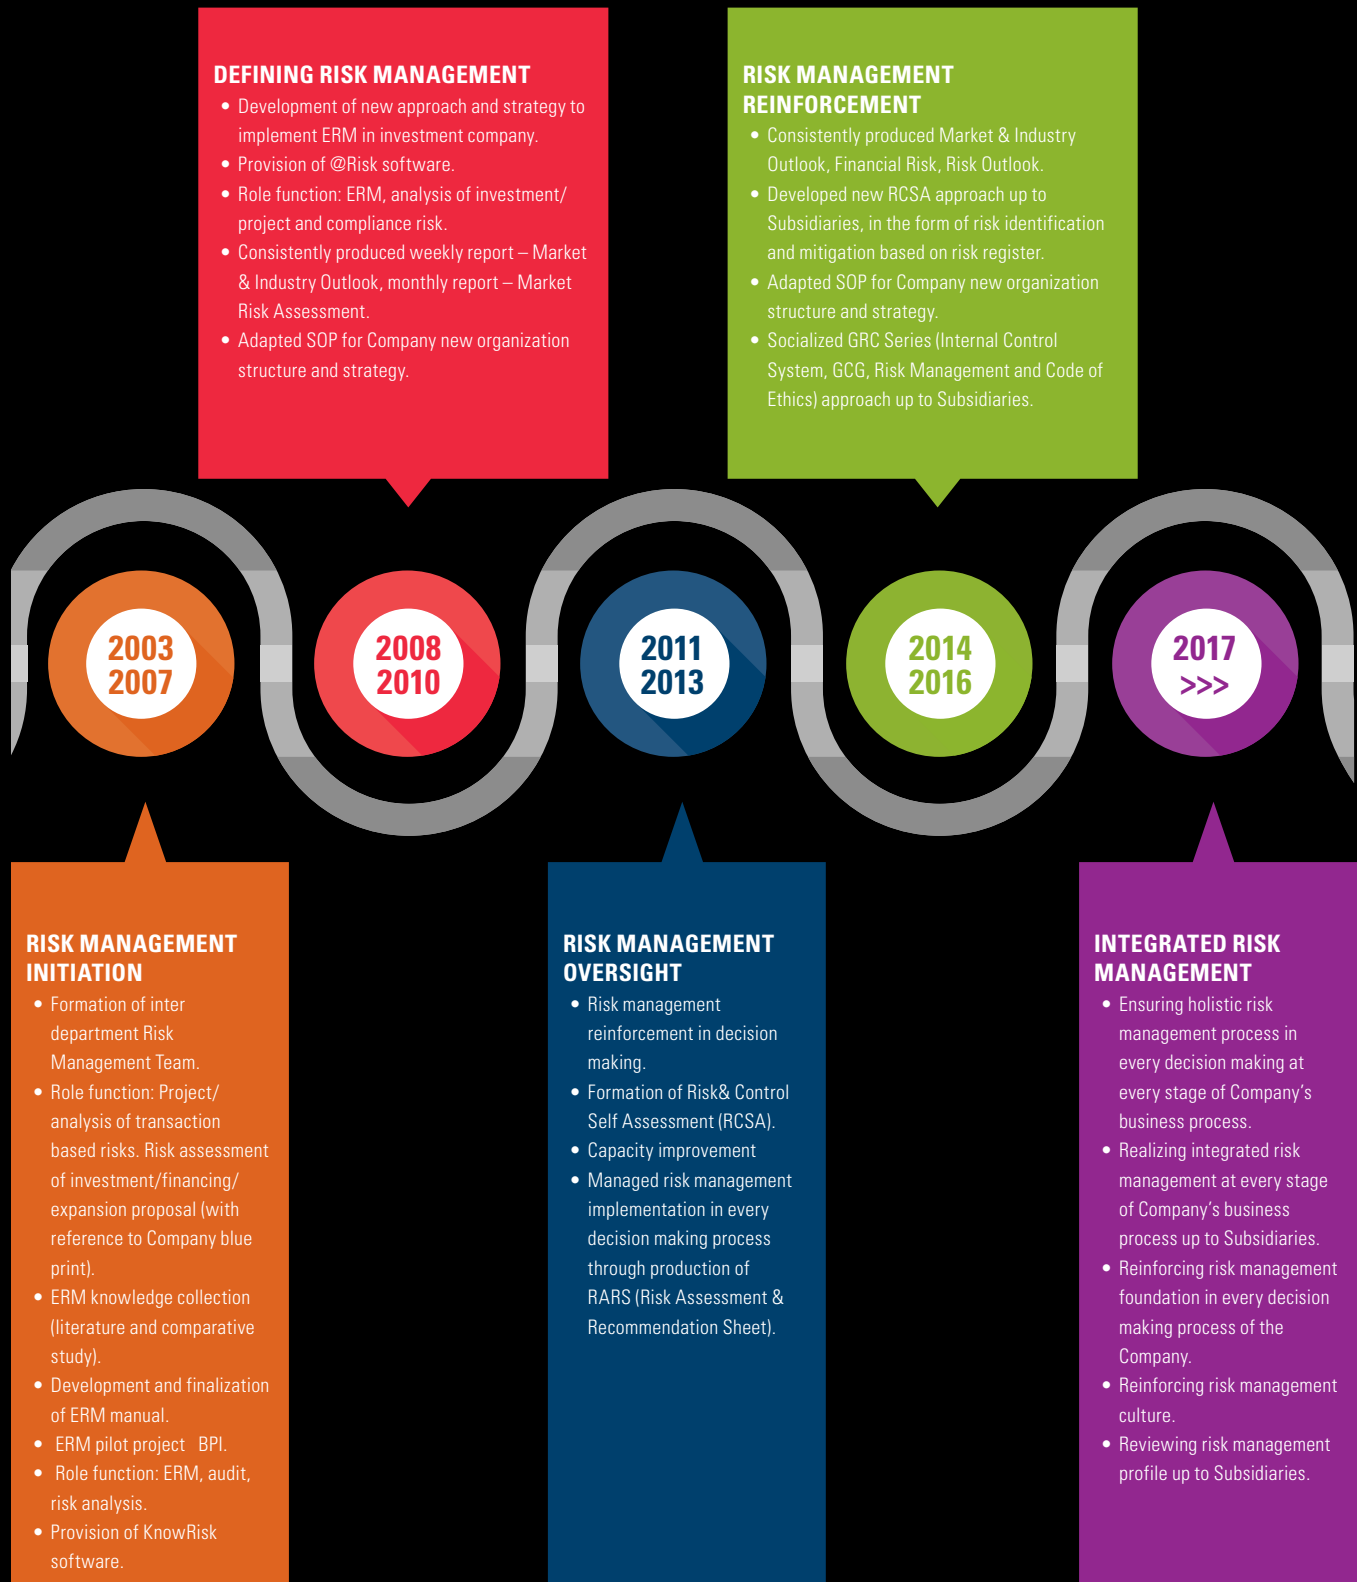 DEFINING RISK MANAGEMENT
• Development of new approach and strategy to
implement ERM in investment company.
• Provision of @Risk software.
• Role function: ERM, analysis of investment/
project and compliance risk.
• Consistently produced weekly report – Market
& Industry Outlook, monthly report – Market
Risk Assessment.
• Adapted SOP for Company new organization
structure and strategy.
RISK MANAGEMENT
REINFORCEMENT
• Consistently produced Market & Industry
Outlook, Financial Risk, Risk Outlook.
• Developed new RCSA approach up to
Subsidiaries, in the form of risk identification
and mitigation based on risk register.
• Adapted SOP for Company new organization
structure and strategy.
• Socialized GRC Series (Internal Control
System, GCG, Risk Management and Code of
Ethics) approach up to Subsidiaries.
2003
2007
2008
2010
2011
2013
2014
2016
2017
>>>
RISK MANAGEMENT
INITIATION
• Formation of inter
department Risk
Management Team.
• Role function: Project/
analysis of transaction
based risks. Risk assessment
of investment/financing/
expansion proposal (with
reference to Company blue
print).
• ERM knowledge collection
(literature and comparative
study).
• Development and finalization
of ERM manual.
• ERM pilot project BPI.
• Role function: ERM, audit,
risk analysis.
• Provision of KnowRisk
software.
RISK MANAGEMENT
OVERSIGHT
• Risk management
reinforcement in decision
making.
• Formation of Risk& Control
Self Assessment (RCSA).
• Capacity improvement
• Managed risk management
implementation in every
decision making process
through production of
RARS (Risk Assessment &
Recommendation Sheet).
INTEGRATED RISK
MANAGEMENT
• Ensuring holistic risk
management process in
every decision making at
every stage of Company's
business process.
• Realizing integrated risk
management at every stage
of Company's business
process up to Subsidiaries.
• Reinforcing risk management
foundation in every decision
making process of the
Company.
• Reinforcing risk management
culture.
• Reviewing risk management
profile up to Subsidiaries.